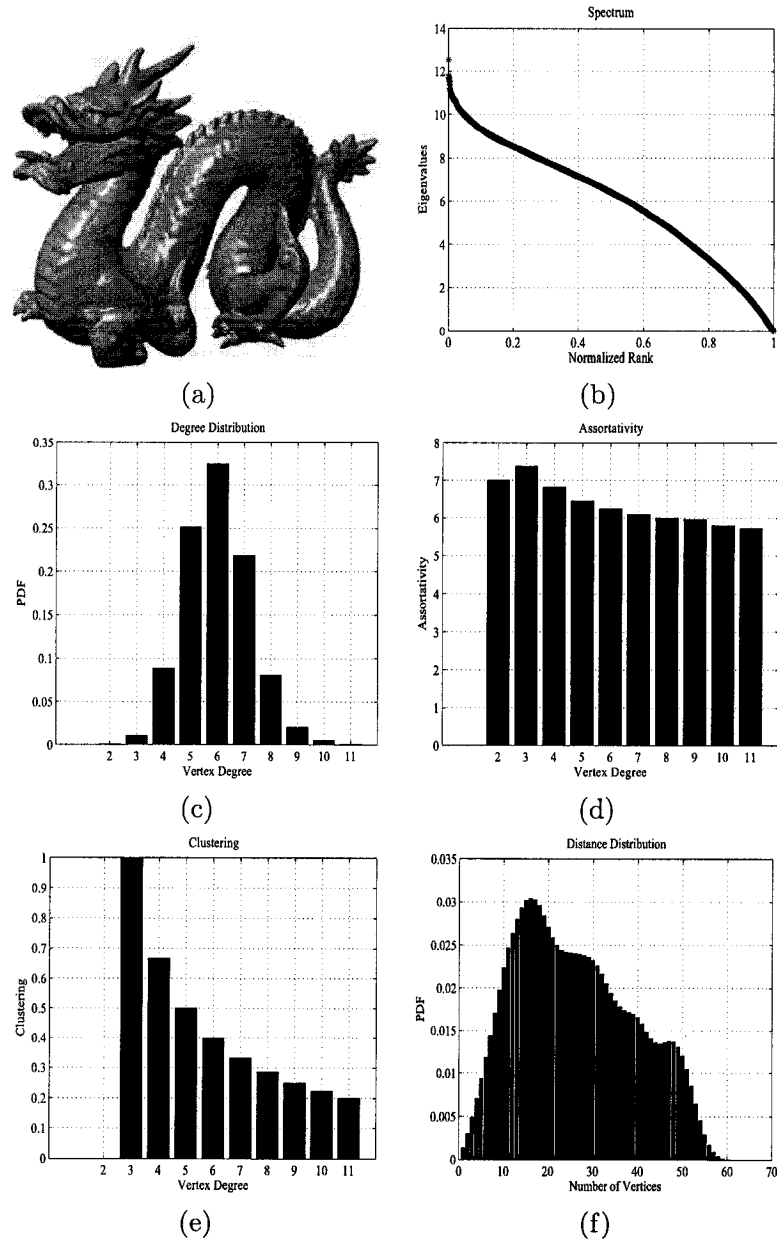 Spectrum
14
12
10
8
6
4
2
0
Eigenvalues
0 0.2 0.4 0.6 0.8 1
Normalized Rank
(a)
(b)
Degree Distribution
0.35
0.3
0.25
0.2
0.15
0.1
0.05
0
PDF
2 3 4 5 6 7 8 9 10 11
Vertex Degree
(c)
Assortativity
8
7
6
5
4
3
2
1
0
Assortativity
2 3 4 5 6 7 8 9 10 11
Vertex Degree
(d)
Clustering
1
0.9
0.8
0.7
0.6
0.5
0.4
0.3
0.2
0.1
0
Clustering
2 3 4 5 6 7 8 9 10 11
Vertex Degree
(e)
Distance Distribution
0.035
0.03
0.025
0.02
0.015
0.01
0.005
0
PDF
0 10 20 30 40 50 60 70
Number of Vertices
(f)